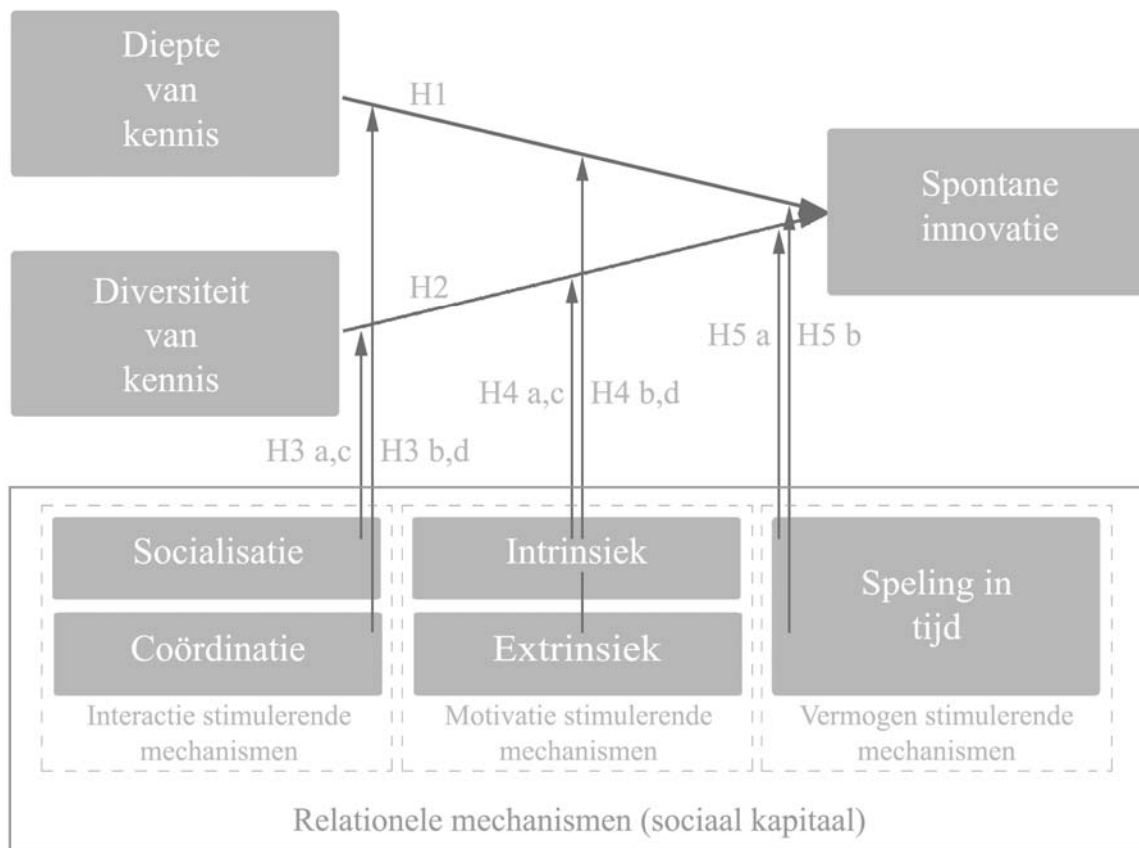 Diepte
van
kennis
H1
Spontane
innovatie
Diversiteit
van
kennis
H2
H5 a
H5 b
H4 a,c
H4 b,d
H3 a,c
H3 b,d
Socialisatie
Intrinsiek
Speling in
tijd
Coördinatie
Extrinsiek
Interactie stimulerende
mechanismen
Motivatie stimulerende
mechanismen
Vermogen stimulerende
mechanismen
Relationele mechanismen (sociaal kapitaal)